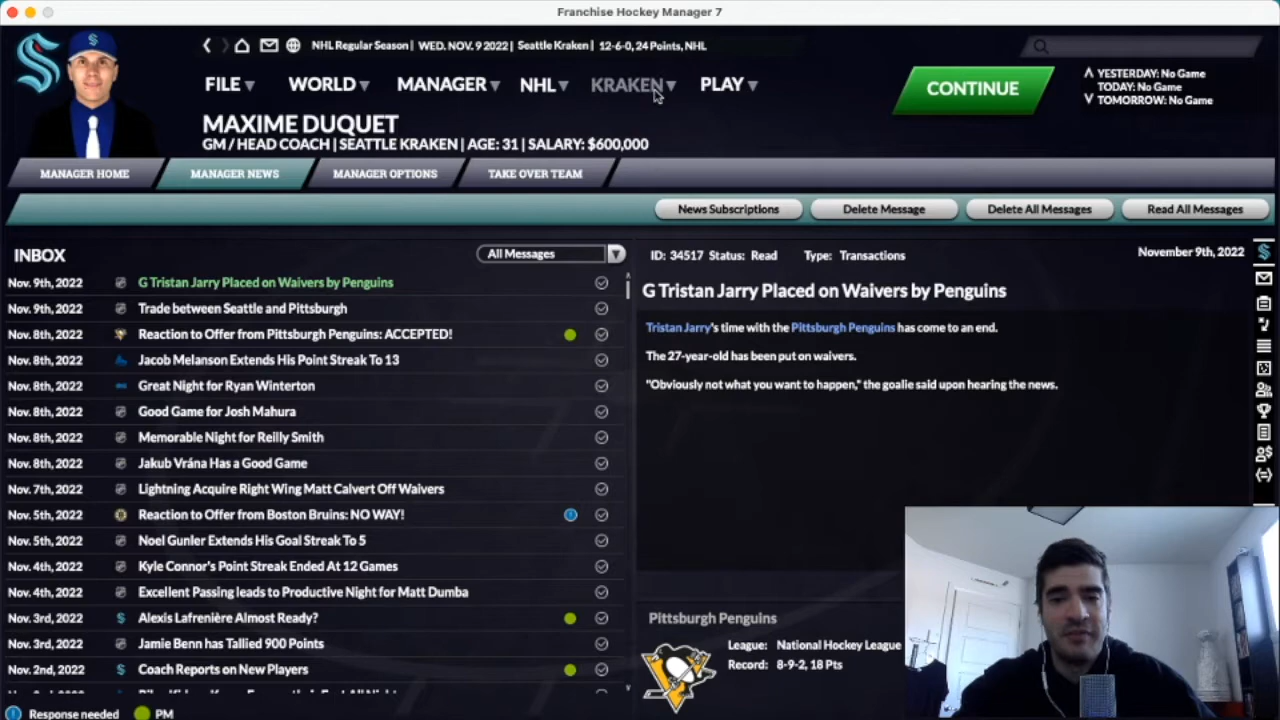 Franchise Hockey Manager 7
NHL Regular Season | WED. NOV. 9 2022 | Seattle Kraken | 12-6-0, 24 Points, NHL
FILE WORLD MANAGER NHL KRAKEN PLAY
CONTINUE
YESTERDAY: No Game
TODAY: No Game
TOMORROW: No Game
MAXIME DUQUET
GM / HEAD COACH | SEATTLE KRAKEN | AGE: 31 | SALARY: $600,000
MANAGER HOME MANAGER NEWS MANAGER OPTIONS TAKE OVER TEAM
News Subscriptions Delete Message Delete All Messages Read All Messages
INBOX All Messages
Nov. 9th, 2022 G Tristan Jarry Placed on Waivers by Penguins
Nov. 9th, 2022 Trade between Seattle and Pittsburgh
Nov. 8th, 2022 Reaction to Offer from Pittsburgh Penguins: ACCEPTED!
Nov. 8th, 2022 Jacob Melanson Extends His Point Streak To 13
Nov. 8th, 2022 Great Night for Ryan Winterton
Nov. 8th, 2022 Good Game for Josh Mahura
Nov. 8th, 2022 Memorable Night for Reilly Smith
Nov. 8th, 2022 Jakub Vrána Has a Good Game
Nov. 7th, 2022 Lightning Acquire Right Wing Matt Calvert Off Waivers
Nov. 5th, 2022 Reaction to Offer from Boston Bruins: NO WAY!
Nov. 5th, 2022 Noel Gunler Extends His Goal Streak To 5
Nov. 4th, 2022 Kyle Connor's Point Streak Ended At 12 Games
Nov. 4th, 2022 Excellent Passing leads to Productive Night for Matt Dumba
Nov. 3rd, 2022 Alexis Lafrenière Almost Ready?
Nov. 3rd, 2022 Jamie Benn has Tallied 900 Points
Nov. 2nd, 2022 Coach Reports on New Players
Response needed PM
ID: 34517 Status: Read Type: Transactions November 9th, 2022
G Tristan Jarry Placed on Waivers by Penguins
Tristan Jarry's time with the Pittsburgh Penguins has come to an end.
The 27-year-old has been put on waivers.
"Obviously not what you want to happen," the goalie said upon hearing the news.
Pittsburgh Penguins
League: National Hockey League
Record: 8-9-2, 18 Pts